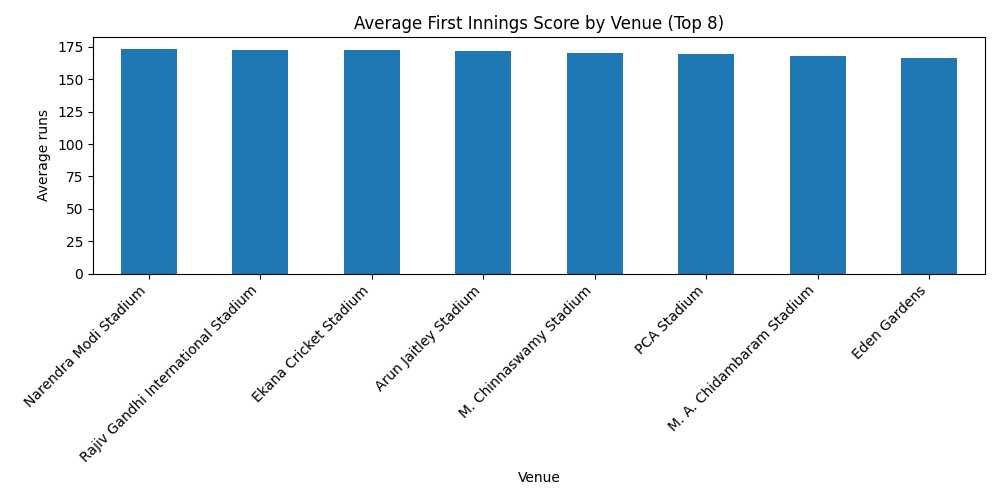 Average First Innings Score by Venue (Top 8)
Average runs
175
150
125
100
75
50
25
0
Narendra Modi Stadium
Rajiv Gandhi International Stadium
Ekana Cricket Stadium
Arun Jaitley Stadium
M. Chinnaswamy Stadium
PCA Stadium
M. A. Chidambaram Stadium
Eden Gardens
Venue